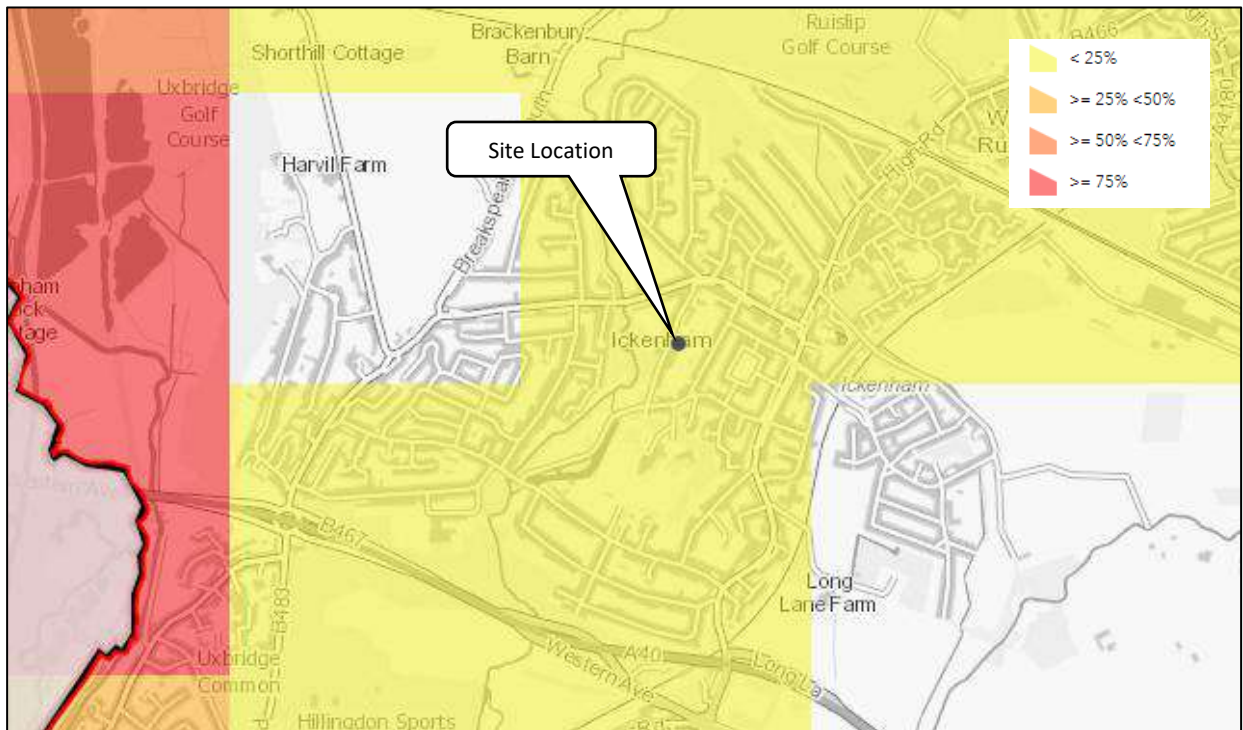 Shorthill Cottage
Brackenbury
Barn
Ruislip
Golf Course
B466
A4180
< 25%
>= 25% <50%
>= 50% <75%
>= 75%
Uxbridge
Golf
Course
Site Location
Harvil Farm
High Rd
Breakspear
Ickenham
Ickenham
B467
B483
Long
Lane Farm
A40
Western Ave
Long La
Uxbridge
Common
Hillingdon Sports